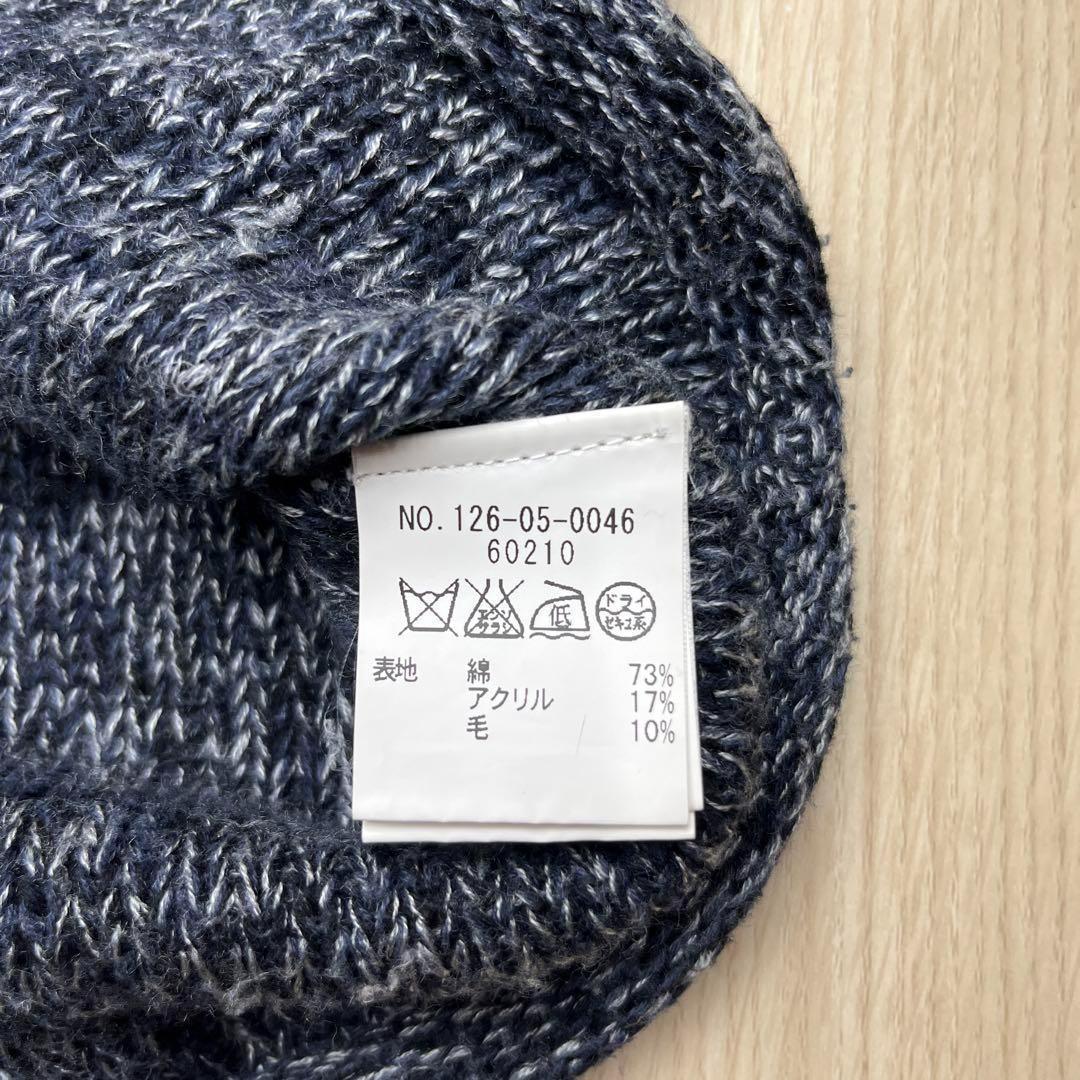 NO. 126-05-0046
60210
エンソ サラシ 低 ドライ セキユ系
表地 綿 73%
アクリル 17%
毛 10%